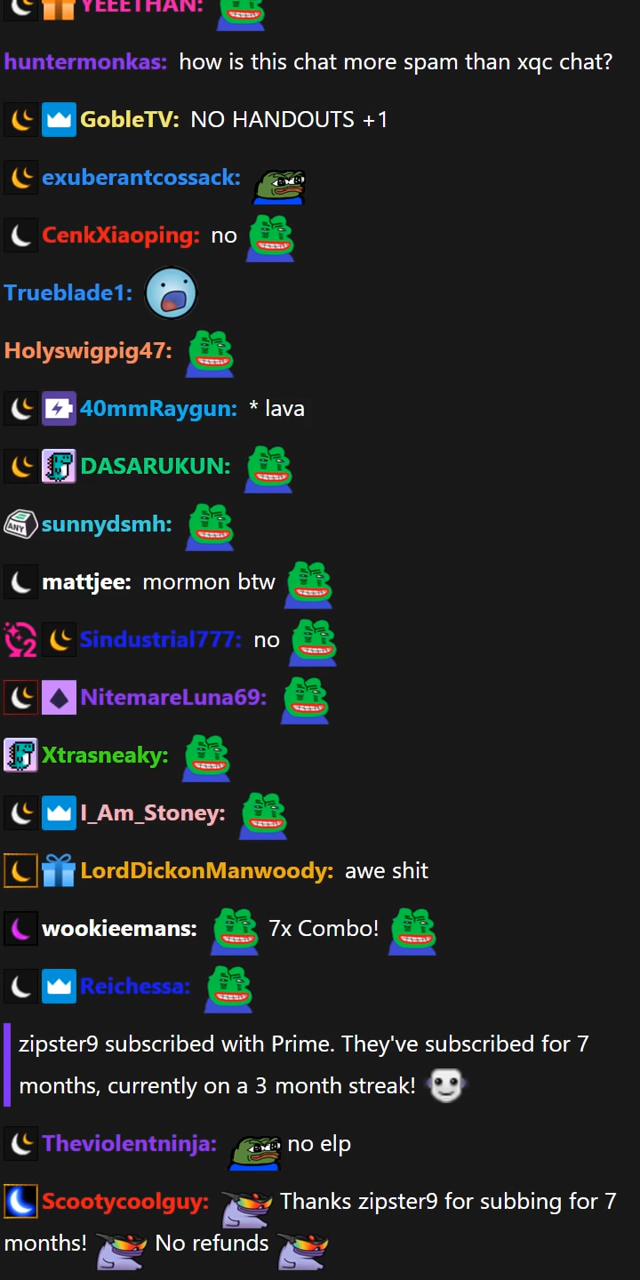 YEEETHAN:
huntermonkas: how is this chat more spam than xqc chat?
GobleTV: NO HANDOUTS +1
exuberantcossack:
CenkXiaoping: no
Trueblade1:
Holyswigpig47:
40mmRaygun: * lava
DASARUKUN:
ANY sunnydsmh:
mattjee: mormon btw
2 Sindustrial777: no
NitemareLuna69:
Xtrasneaky:
I_Am_Stoney:
LordDickonManwoody: awe shit
wookieemans: 7x Combo!
Reichessa:
zipster9 subscribed with Prime. They've subscribed for 7
months, currently on a 3 month streak!
Theviolentninja: no elp
Scootycoolguy: Thanks zipster9 for subbing for 7
months! No refunds